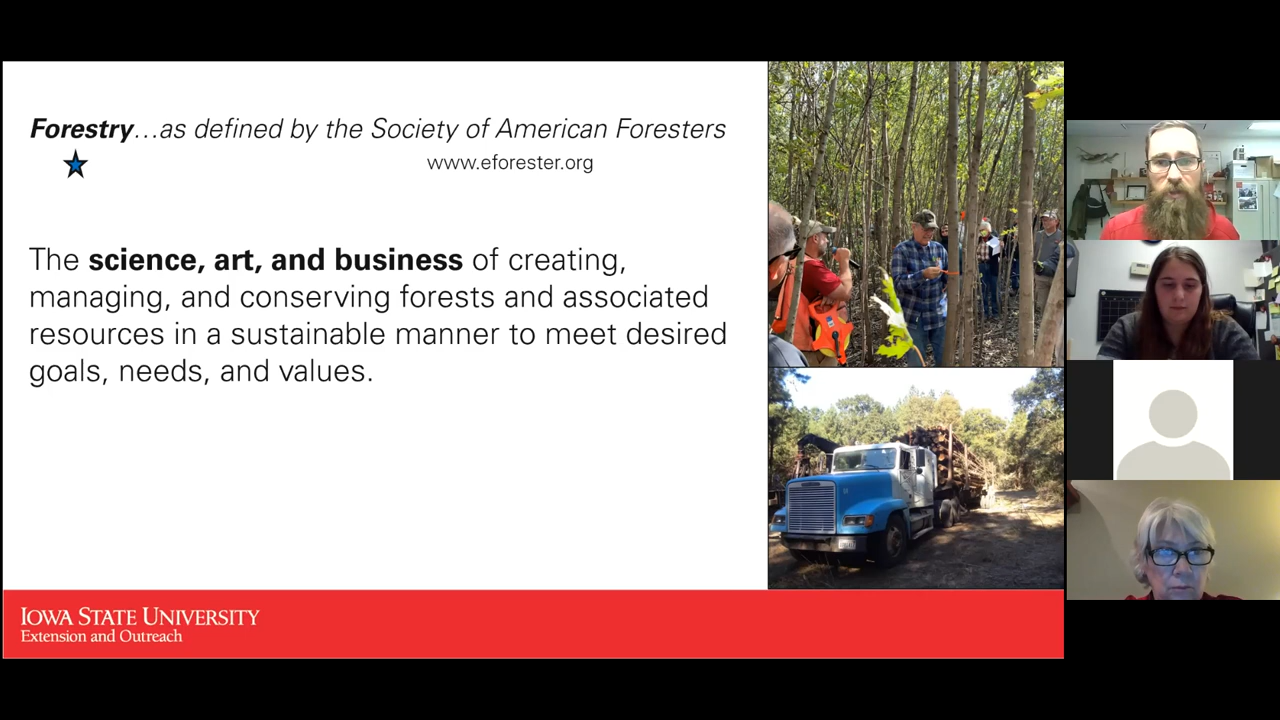 Forestry…as defined by the Society of American Foresters
www.eforester.org
The science, art, and business of creating,
managing, and conserving forests and associated
resources in a sustainable manner to meet desired
goals, needs, and values.
IOWA STATE UNIVERSITY
Extension and Outreach